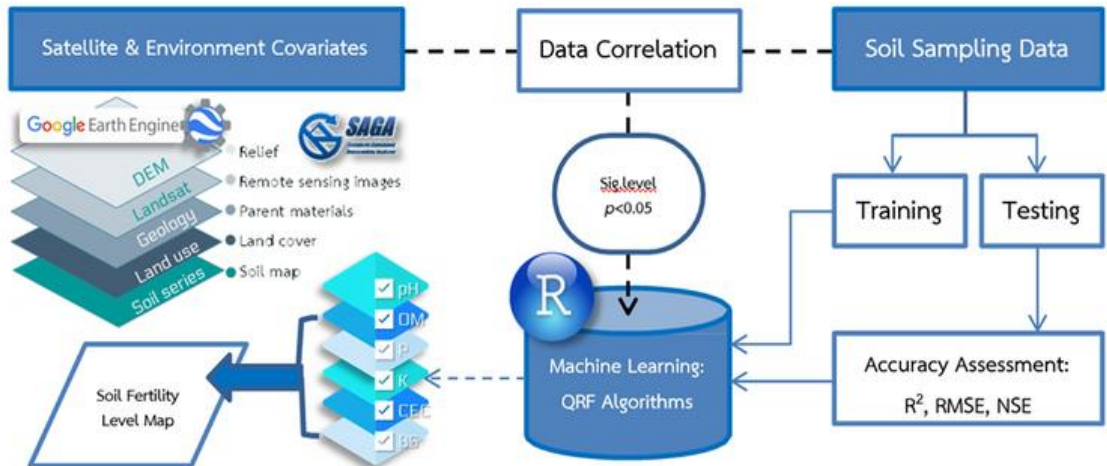 Satellite & Environment Covariates
Data Correlation
Soil Sampling Data
Google Earth Engine
SAGA
DEM
Landsat
Geology
Land use
Soil series
Relief
Remote sensing images
Parent materials
Land cover
Soil map
Sig.level
p<0.05
Training
Testing
R
pH
OM
P
K
CEC
Machine Learning:
QRF Algorithms
Accuracy Assessment:
R², RMSE, NSE
Soil Fertility
Level Map